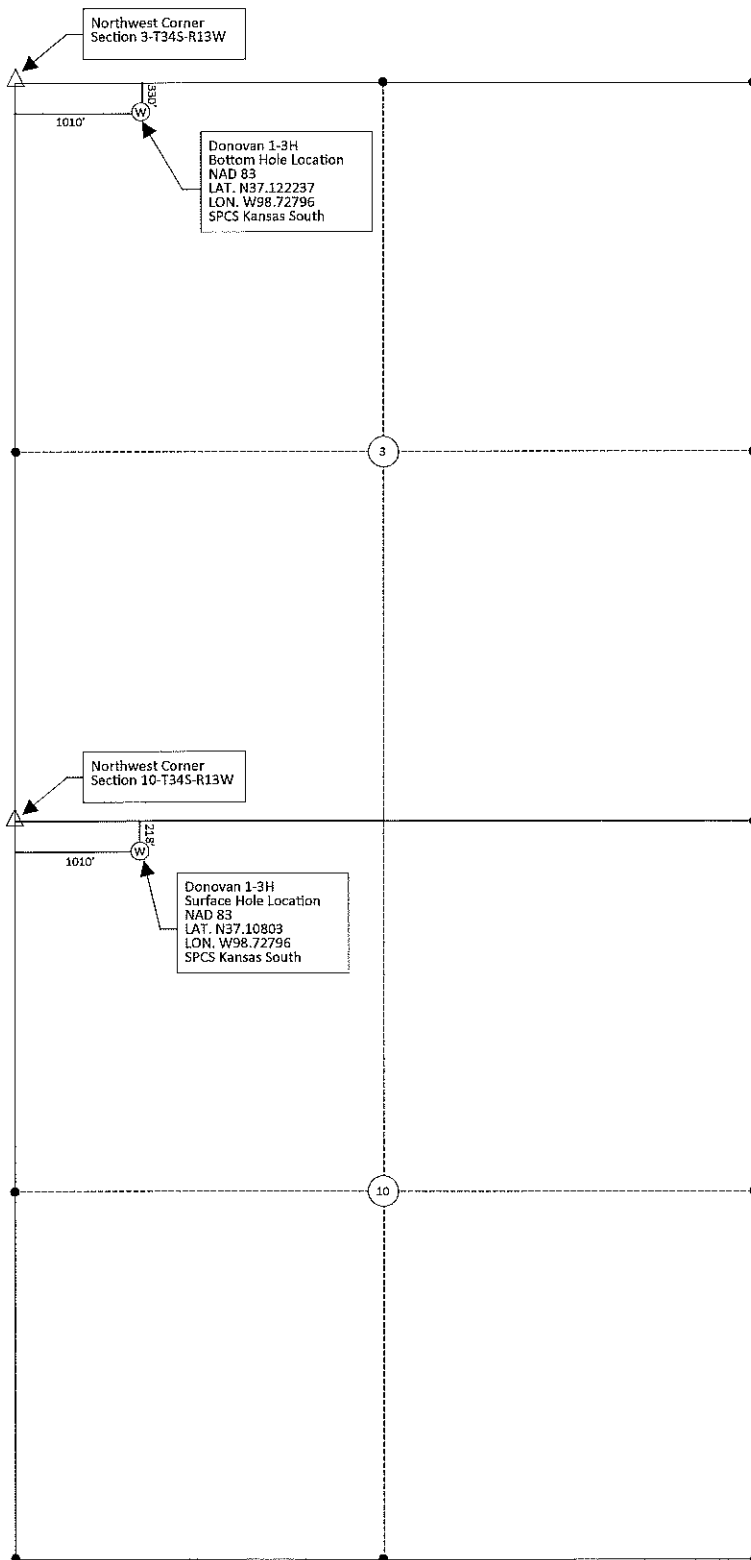 Northwest Corner
Section 3-T34S-R13W
330'
1010'
W
Donovan 1-3H
Bottom Hole Location
NAD 83
LAT. N37.122237
LON. W98.72796
SPCS Kansas South
3
Northwest Corner
Section 10-T34S-R13W
218'
1010'
W
Donovan 1-3H
Surface Hole Location
NAD 83
LAT. N37.10803
LON. W98.72796
SPCS Kansas South
10